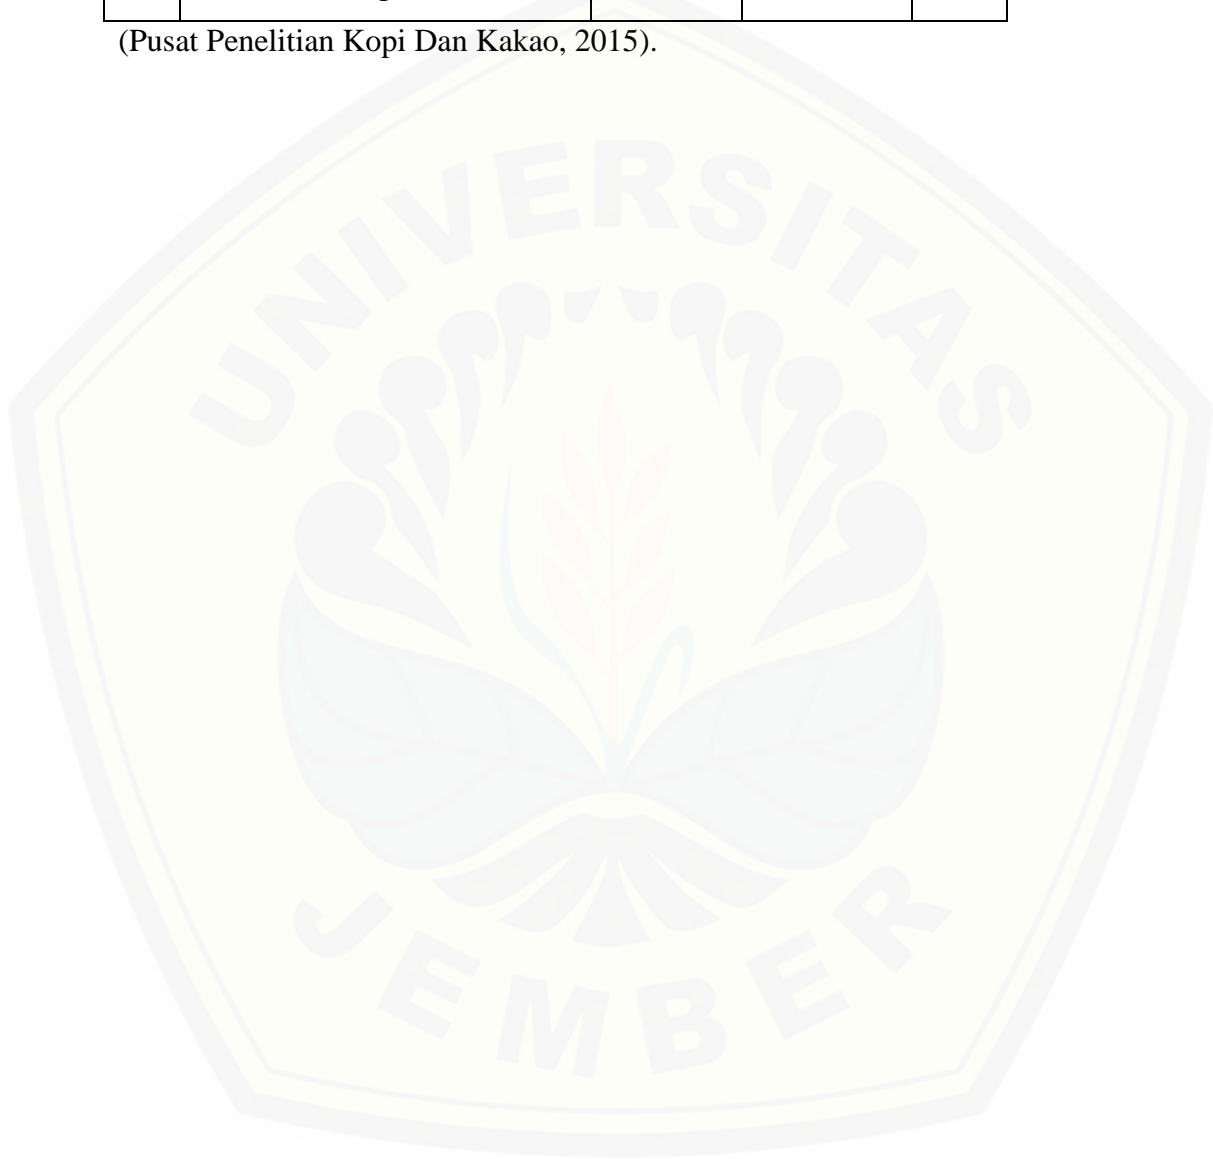 (Pusat Penelitian Kopi Dan Kakao, 2015).
UNIVERSITAS
JEMBER